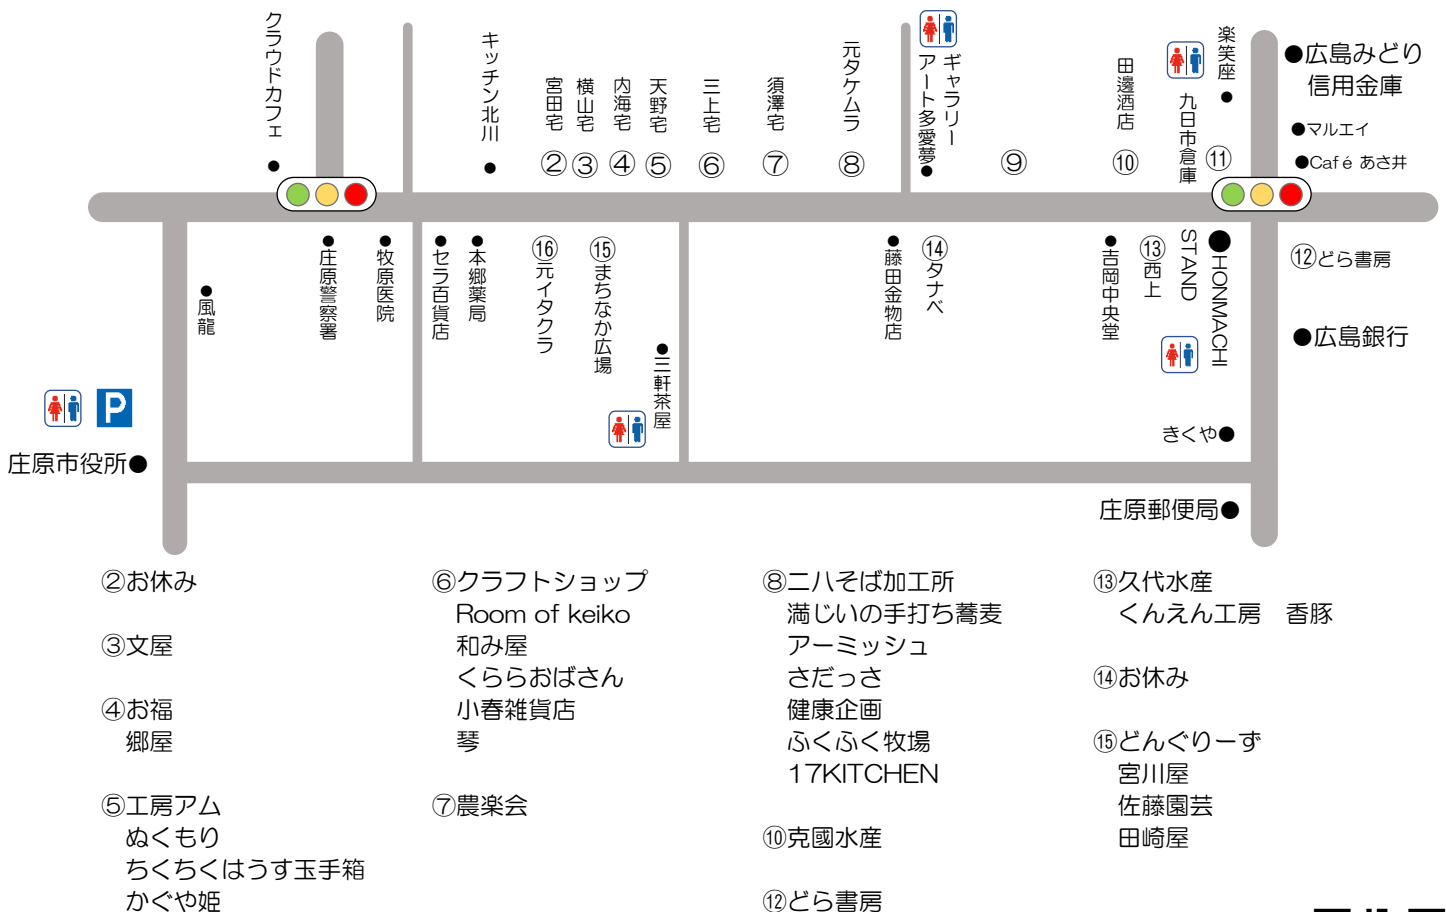 クラウドカフェ
キッチン北川
宮田宅
②
横山宅
③
内海宅
④
天野宅
⑤
三上宅
⑥
須澤宅
⑦
元タケムラ
⑧
ギャラリー
アート多愛夢
⑨
田邊酒店
⑩
九日市倉庫
楽笑座
⑪
●広島みどり
信用金庫
●マルエイ
●Café あさ井
●風龍
●庄原警察署
●牧原医院
●セラ百貨店
●本郷薬局
⑯元イタクラ
⑮まちなか広場
●三軒茶屋
●藤田金物店
⑭タナベ
●吉岡中央堂
⑬西上
●HONMACHI
STAND
⑫どら書房
●広島銀行
P
きくや●
庄原市役所●
庄原郵便局●
②お休み
③文屋
④お福
郷屋
⑤工房アム
ぬくもり
ちくちくはうす玉手箱
かぐや姫
⑥クラフトショップ
Room of keiko
和み屋
くららおばさん
小春雑貨店
琴
⑦農楽会
⑧二八そば加工所
満じいの手打ち蕎麦
アーミッシュ
さだっさ
健康企画
ふくふく牧場
17KITCHEN
⑩克國水産
⑫どら書房
⑬久代水産
くんえん工房　香豚
⑭お休み
⑮どんぐりーず
宮川屋
佐藤園芸
田崎屋